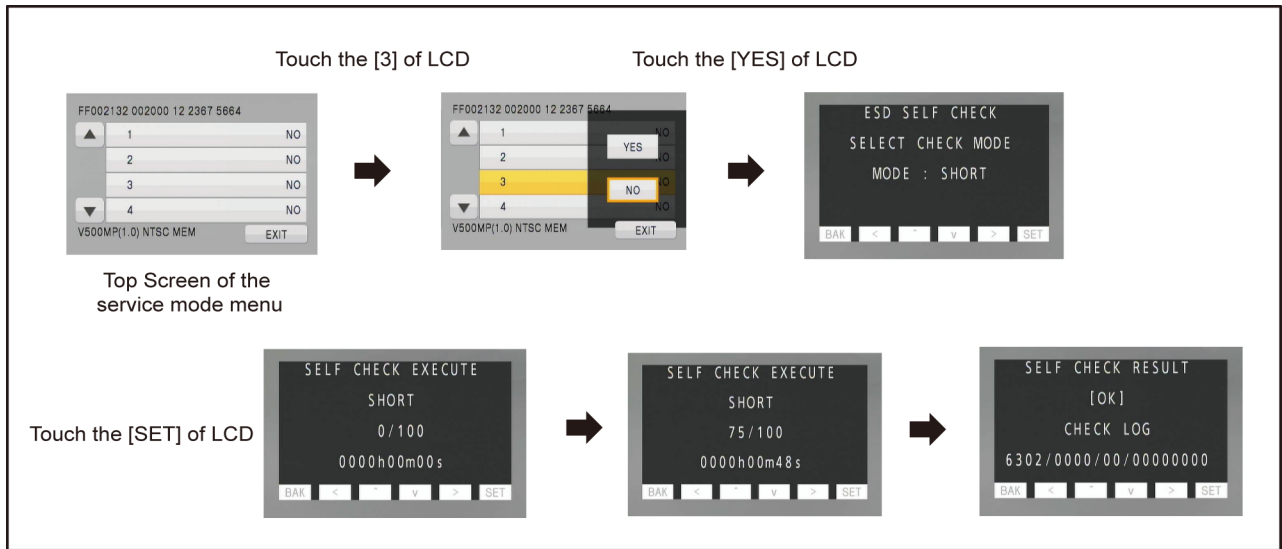 Touch the [3] of LCD
Touch the [YES] of LCD
FF002132 002000 12 2367 5664
▲ 1 NO
2 NO
3 NO
▼ 4 NO
V500MP(1.0) NTSC MEM EXIT
Top Screen of the
service mode menu
FF002132 002000 12 2367 5664
▲ 1 NO
YES
2 NO
3 NO
NO
▼ 4 NO
V500MP(1.0) NTSC MEM EXIT
ESD SELF CHECK
SELECT CHECK MODE
MODE : SHORT
BAK < ^ v > SET
Touch the [SET] of LCD
SELF CHECK EXECUTE
SHORT
0/100
0000h00m00s
BAK < ^ v > SET
SELF CHECK EXECUTE
SHORT
75/100
0000h00m48s
BAK < ^ v > SET
SELF CHECK RESULT
[OK]
CHECK LOG
6302/0000/00/00000000
BAK < ^ v > SET